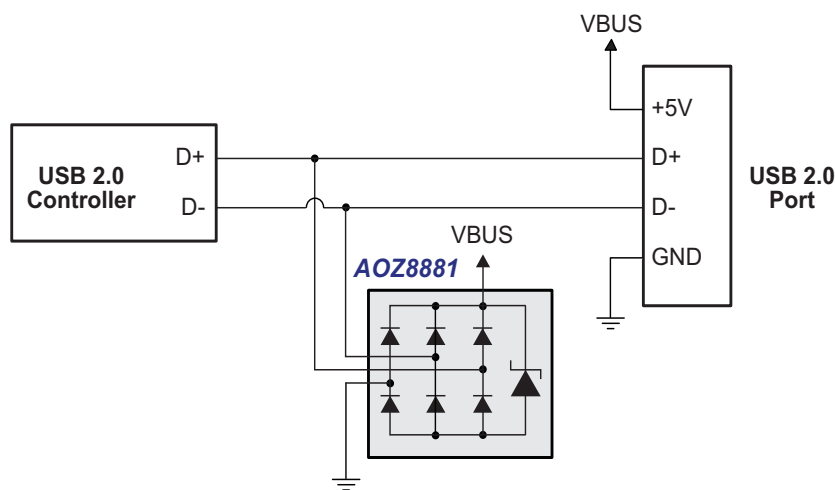 VBUS
+5V
USB 2.0
Controller
D+
D-
D+
D-
GND
USB 2.0
Port
VBUS
AOZ8881